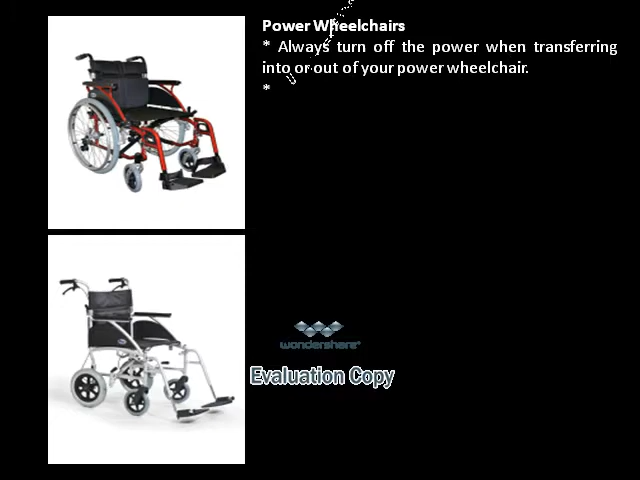 Power Wheelchairs
* Always turn off the power when transferring
into or out of your power wheelchair.
*
wondershare
Evaluation Copy